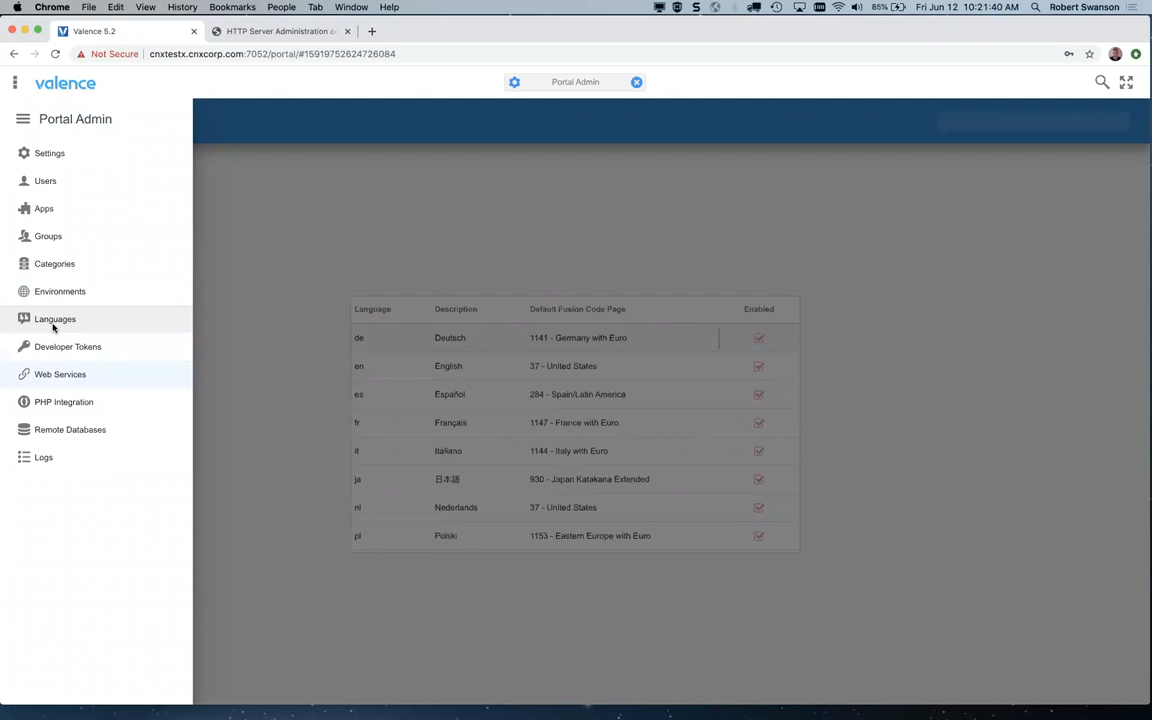 Chrome File Edit View History Bookmarks People Tab Window Help 85% Fri Jun 12 10:21:40 AM Robert Swanson
Valence 5.2 HTTP Server Administration o
Not Secure cnxtestx.cnxcorp.com:7052/portal/#15919752624726084
valence Portal Admin
Portal Admin
Settings
Users
Apps
Groups
Categories
Environments
Languages
Developer Tokens
Web Services
PHP Integration
Remote Databases
Logs
Language Description Default Fusion Code Page Enabled
de Deutsch 1141 - Germany with Euro
en English 37 - United States
es Español 284 - Spain/Latin America
fr Français 1147 - France with Euro
it Italiano 1144 - Italy with Euro
ja 日本語 930 - Japan Katakana Extended
nl Nederlands 37 - United States
pl Polski 1153 - Eastern Europe with Euro